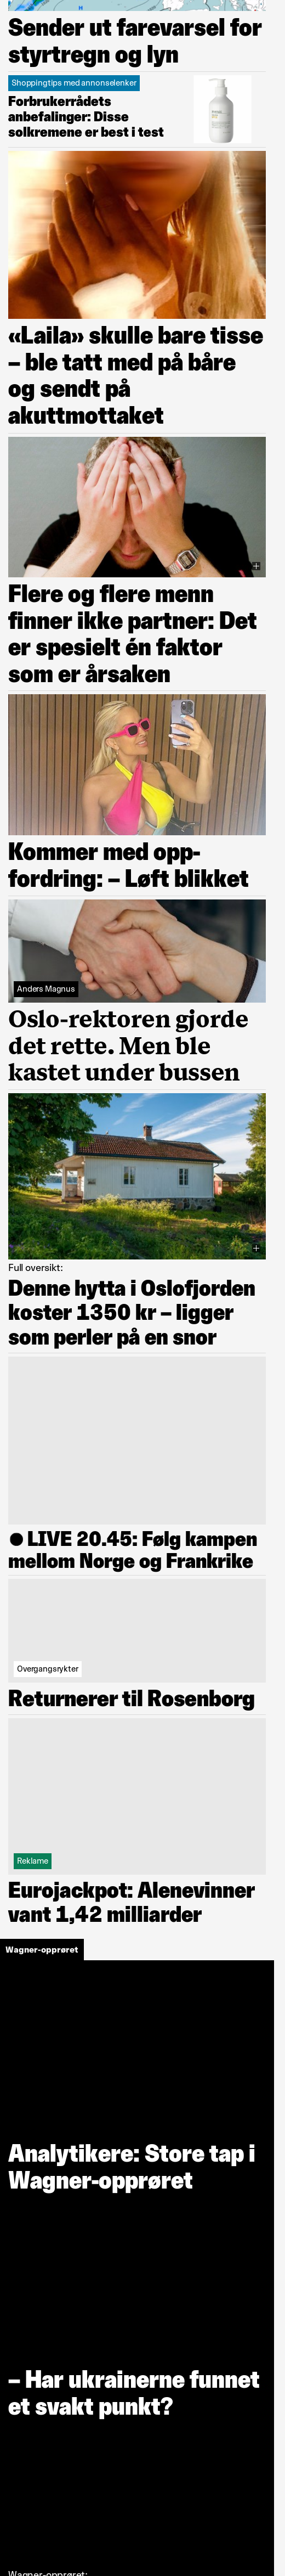 H
Sender ut farevarsel for
styrtregn og lyn
Shoppingtips med annonselenker
Forbrukerrådets
anbefalinger: Disse
solkremene er best i test
«Laila» skulle bare tisse
– ble tatt med på båre
og sendt på
akuttmottaket
Flere og flere menn
finner ikke partner: Det
er spesielt én faktor
som er årsaken
Kommer med opp-
fordring: – Løft blikket
Anders Magnus
Oslo-rektoren gjorde
det rette. Men ble
kastet under bussen
Full oversikt:
Denne hytta i Oslofjorden
koster 1350 kr – ligger
som perler på en snor
● LIVE 20.45: Følg kampen
mellom Norge og Frankrike
Overgangsrykter
Returnerer til Rosenborg
Reklame
Eurojackpot: Alenevinner
vant 1,42 milliarder
Wagner-opprøret
Analytikere: Store tap i
Wagner-opprøret
– Har ukrainerne funnet
et svakt punkt?
Wagner-opprøret: